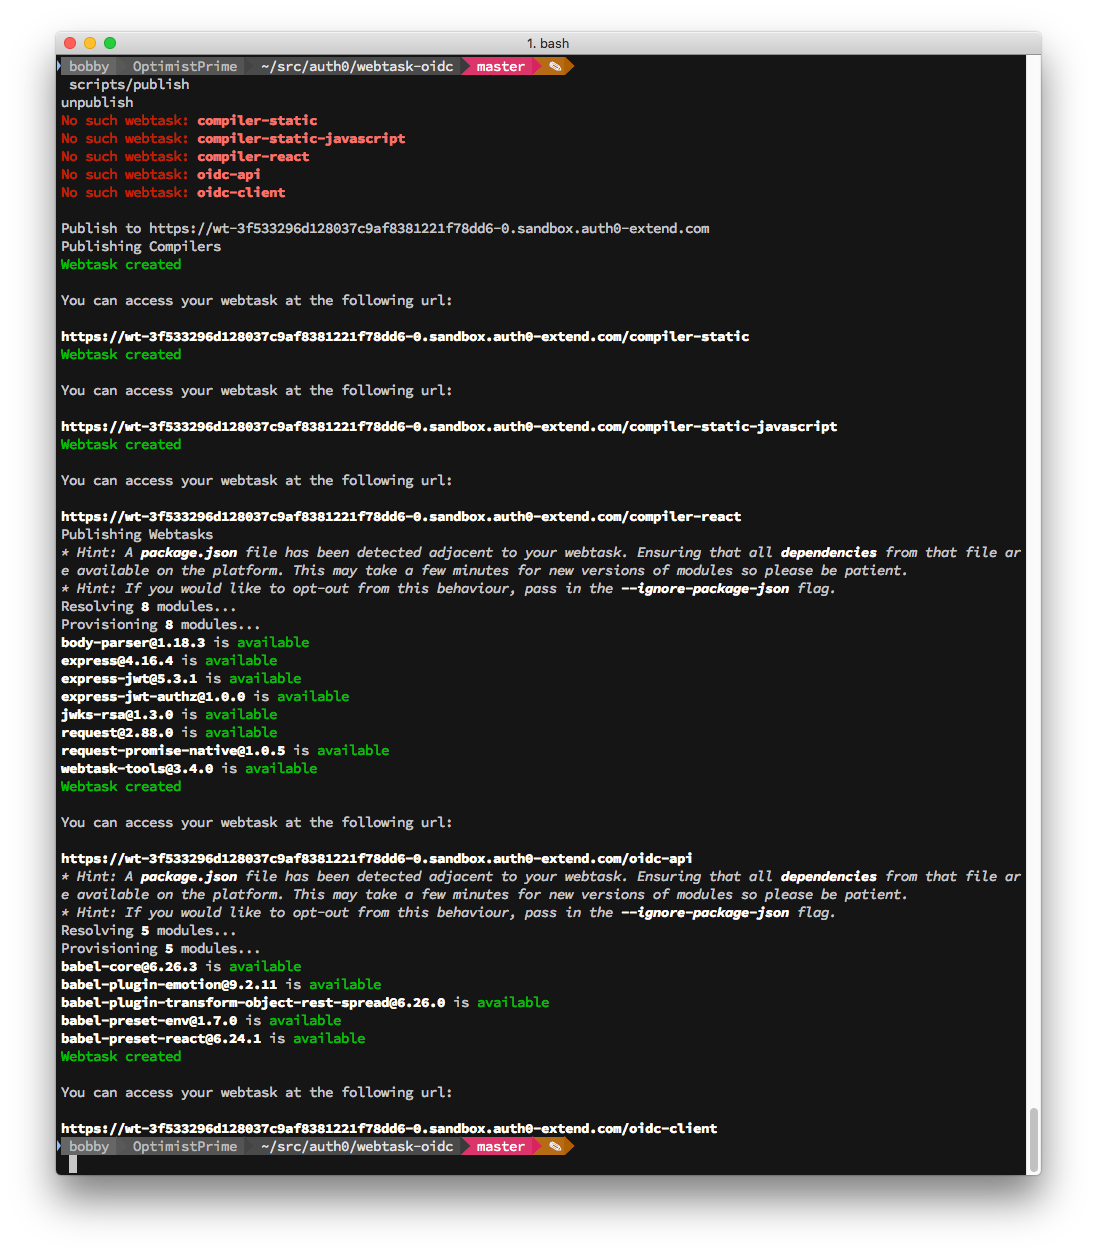 1. bash
bobby OptimistPrime ~/src/auth0/webtask-oidc master ✎
scripts/publish
unpublish
No such webtask: compiler-static
No such webtask: compiler-static-javascript
No such webtask: compiler-react
No such webtask: oidc-api
No such webtask: oidc-client
Publish to https://wt-3f533296d128037c9af8381221f78dd6-0.sandbox.auth0-extend.com
Publishing Compilers
Webtask created
You can access your webtask at the following url:
https://wt-3f533296d128037c9af8381221f78dd6-0.sandbox.auth0-extend.com/compiler-static
Webtask created
You can access your webtask at the following url:
https://wt-3f533296d128037c9af8381221f78dd6-0.sandbox.auth0-extend.com/compiler-static-javascript
Webtask created
You can access your webtask at the following url:
https://wt-3f533296d128037c9af8381221f78dd6-0.sandbox.auth0-extend.com/compiler-react
Publishing Webtasks
* Hint: A package.json file has been detected adjacent to your webtask. Ensuring that all dependencies from that file ar
e available on the platform. This may take a few minutes for new versions of modules so please be patient.
* Hint: If you would like to opt-out from this behaviour, pass in the --ignore-package-json flag.
Resolving 8 modules...
Provisioning 8 modules...
body-parser@1.18.3 is available
express@4.16.4 is available
express-jwt@5.3.1 is available
express-jwt-authz@1.0.0 is available
jwks-rsa@1.3.0 is available
request@2.88.0 is available
request-promise-native@1.0.5 is available
webtask-tools@3.4.0 is available
Webtask created
You can access your webtask at the following url:
https://wt-3f533296d128037c9af8381221f78dd6-0.sandbox.auth0-extend.com/oidc-api
* Hint: A package.json file has been detected adjacent to your webtask. Ensuring that all dependencies from that file ar
e available on the platform. This may take a few minutes for new versions of modules so please be patient.
* Hint: If you would like to opt-out from this behaviour, pass in the --ignore-package-json flag.
Resolving 5 modules...
Provisioning 5 modules...
babel-core@6.26.3 is available
babel-plugin-emotion@9.2.11 is available
babel-plugin-transform-object-rest-spread@6.26.0 is available
babel-preset-env@1.7.0 is available
babel-preset-react@6.24.1 is available
Webtask created
You can access your webtask at the following url:
https://wt-3f533296d128037c9af8381221f78dd6-0.sandbox.auth0-extend.com/oidc-client
bobby OptimistPrime ~/src/auth0/webtask-oidc master ✎